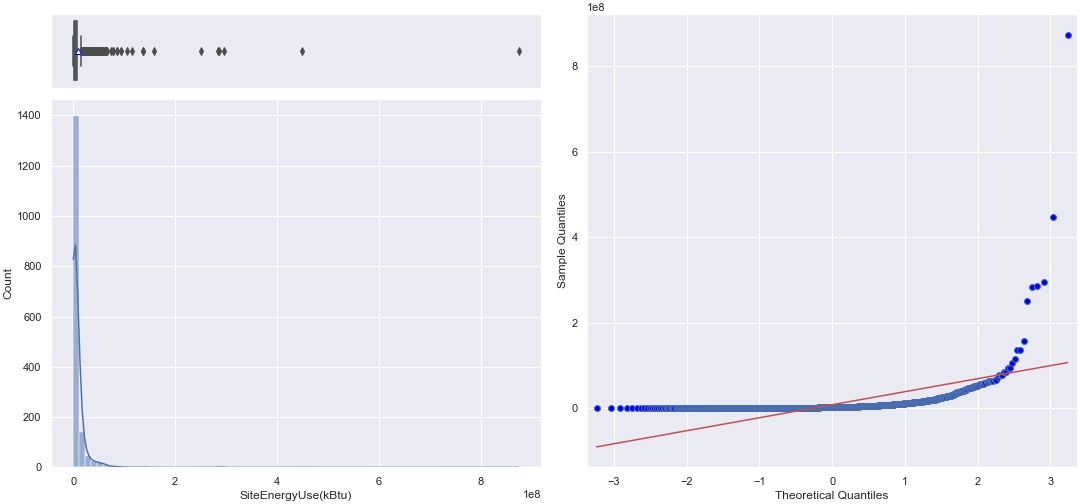 1400
1200
1000
800
600
400
200
0
Count
0 2 4 6 8
1e8
SiteEnergyUse(kBtu)
1e8
8
6
4
2
0
Sample Quantiles
−3 −2 −1 0 1 2 3
Theoretical Quantiles